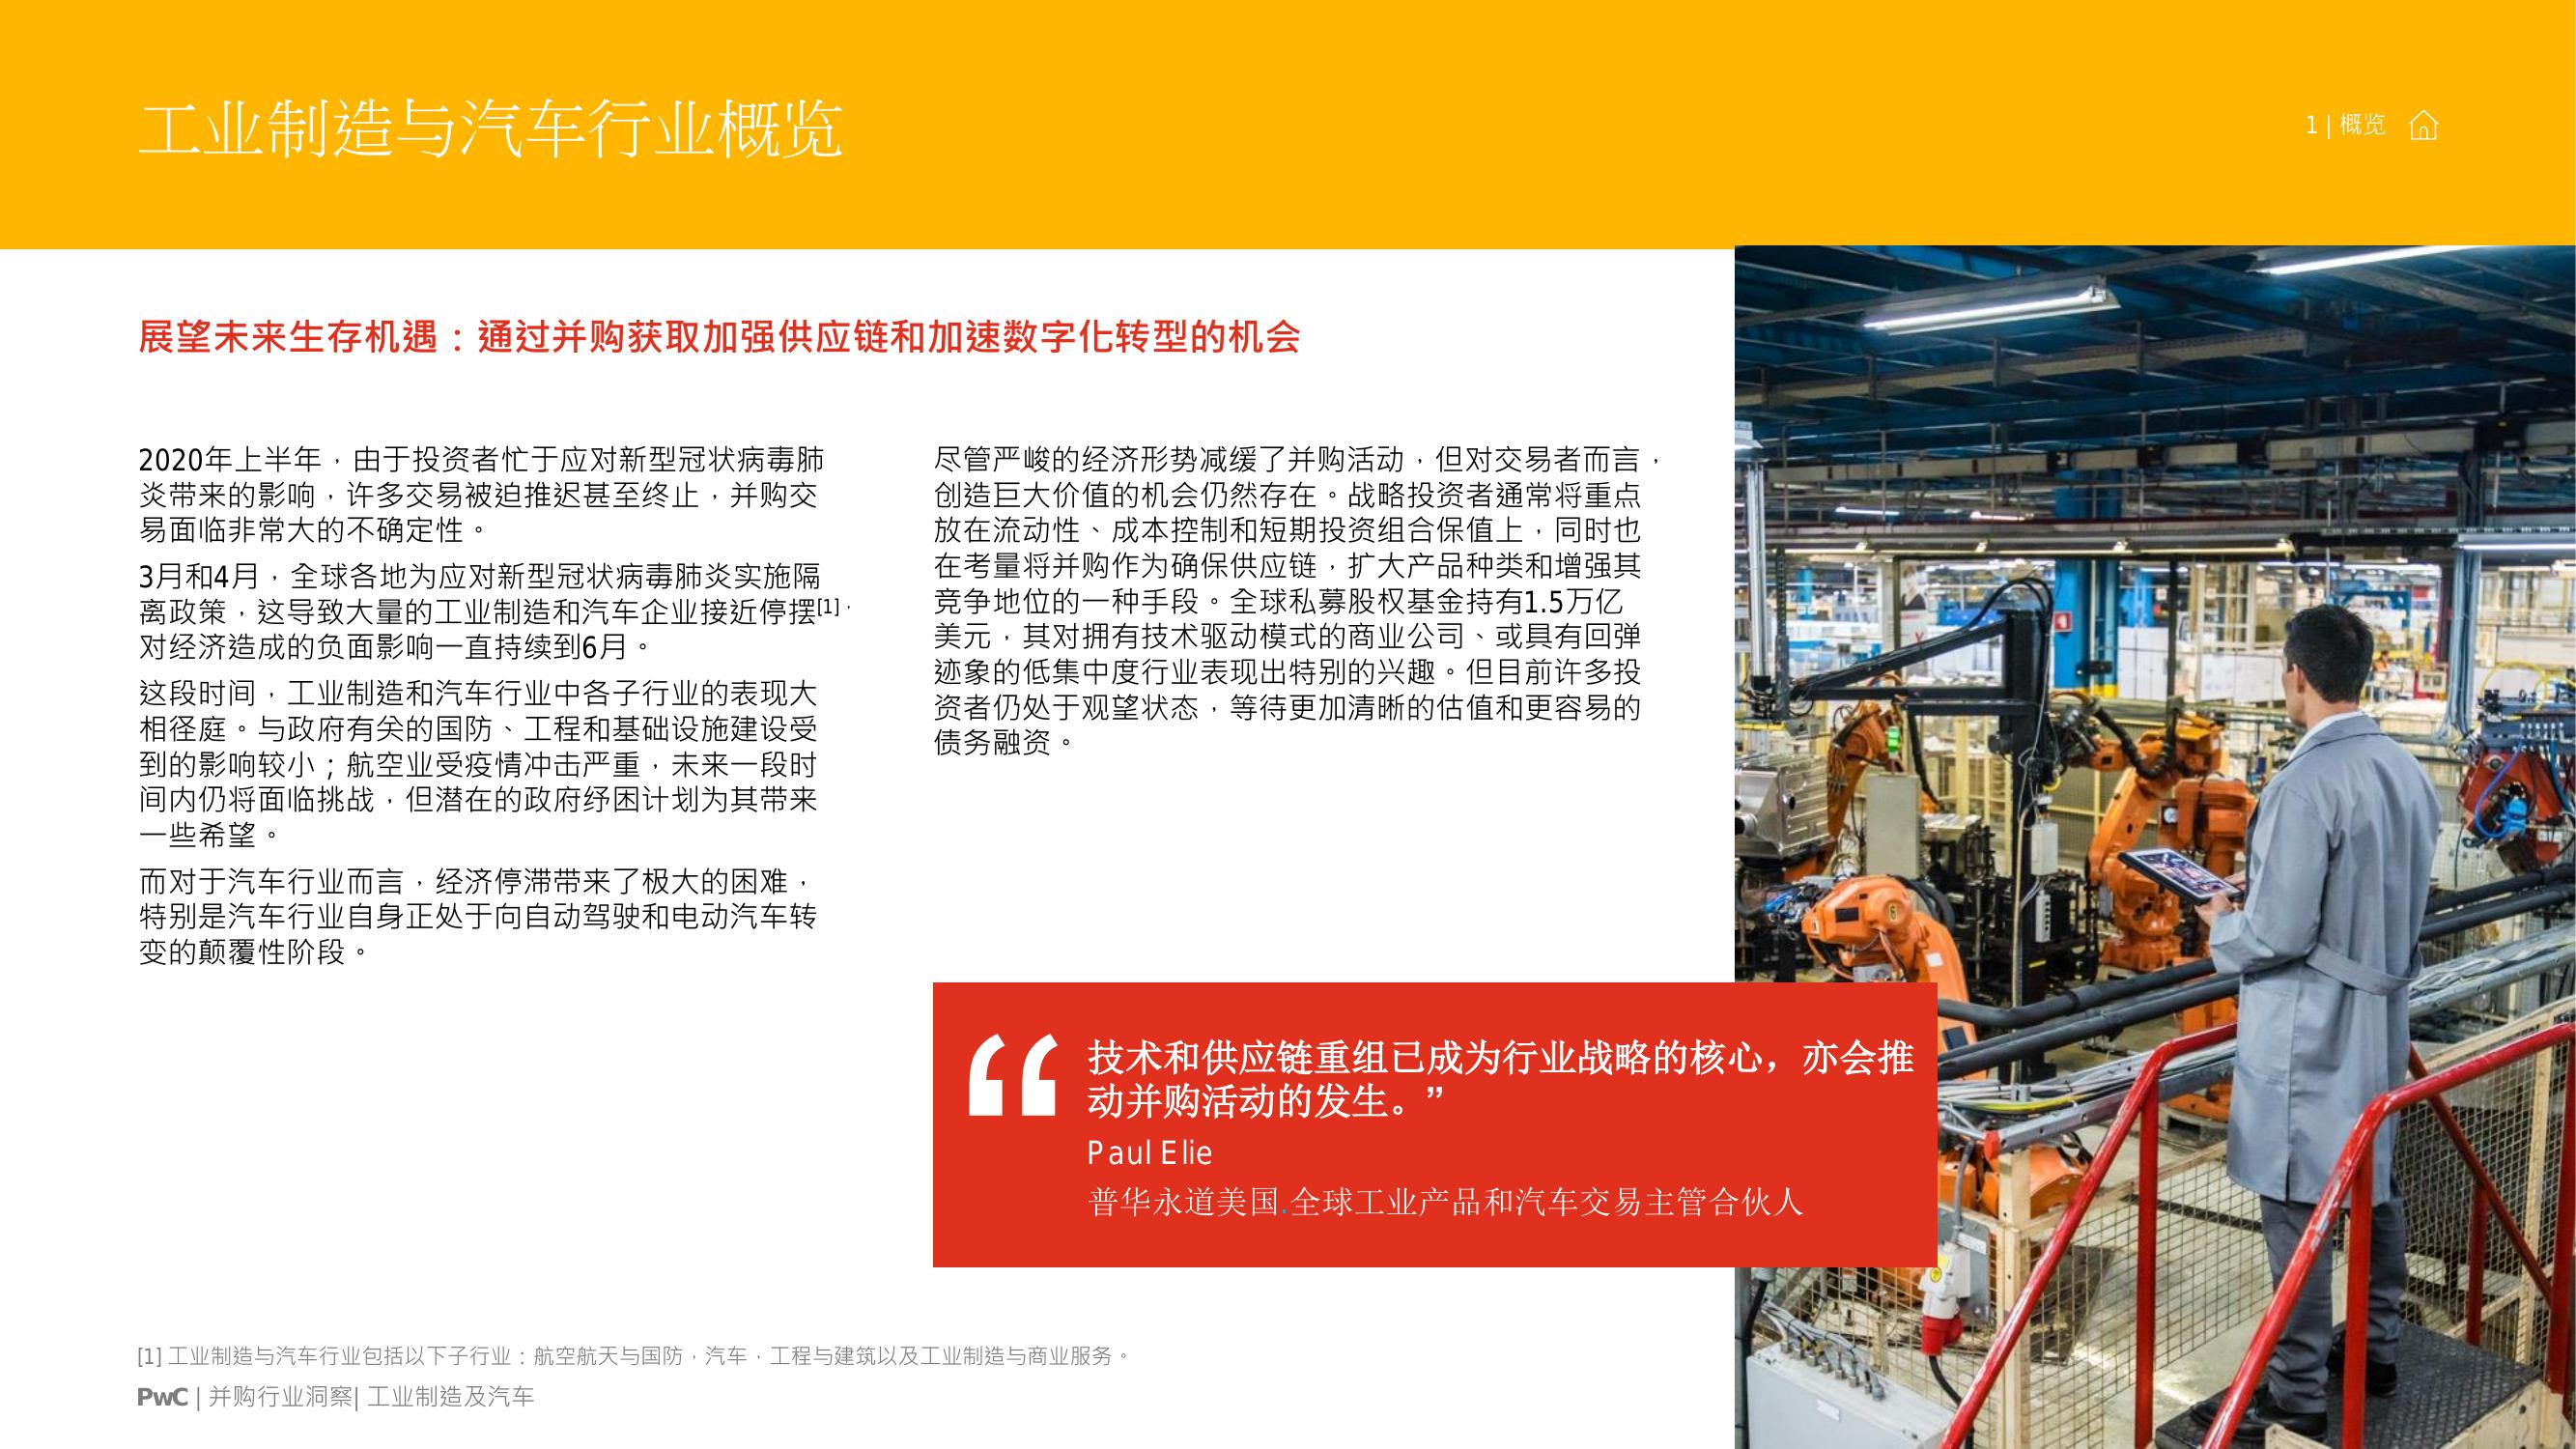 工业制造与汽车行业概览
1 | 概览
展望未来生存机遇：通过并购获取加强供应链和加速数字化转型的机会
2020年上半年，由于投资者忙于应对新型冠状病毒肺
炎带来的影响，许多交易被迫推迟甚至终止，并购交
易面临非常大的不确定性。
3月和4月，全球各地为应对新型冠状病毒肺炎实施隔
离政策，这导致大量的工业制造和汽车企业接近停摆[1]，
对经济造成的负面影响一直持续到6月。
这段时间，工业制造和汽车行业中各子行业的表现大
相径庭。与政府有关的国防、工程和基础设施建设受
到的影响较小；航空业受疫情冲击严重，未来一段时
间内仍将面临挑战，但潜在的政府纾困计划为其带来
一些希望。
而对于汽车行业而言，经济停滞带来了极大的困难，
特别是汽车行业自身正处于向自动驾驶和电动汽车转
变的颠覆性阶段。
尽管严峻的经济形势减缓了并购活动，但对交易者而言，
创造巨大价值的机会仍然存在。战略投资者通常将重点
放在流动性、成本控制和短期投资组合保值上，同时也
在考量将并购作为确保供应链，扩大产品种类和增强其
竞争地位的一种手段。全球私募股权基金持有1.5万亿
美元，其对拥有技术驱动模式的商业公司、或具有回弹
迹象的低集中度行业表现出特别的兴趣。但目前许多投
资者仍处于观望状态，等待更加清晰的估值和更容易的
债务融资。
“技术和供应链重组已成为行业战略的核心，亦会推
动并购活动的发生。”
Paul Elie
普华永道美国.全球工业产品和汽车交易主管合伙人
[1] 工业制造与汽车行业包括以下子行业：航空航天与国防，汽车，工程与建筑以及工业制造与商业服务。
PwC | 并购行业洞察| 工业制造及汽车